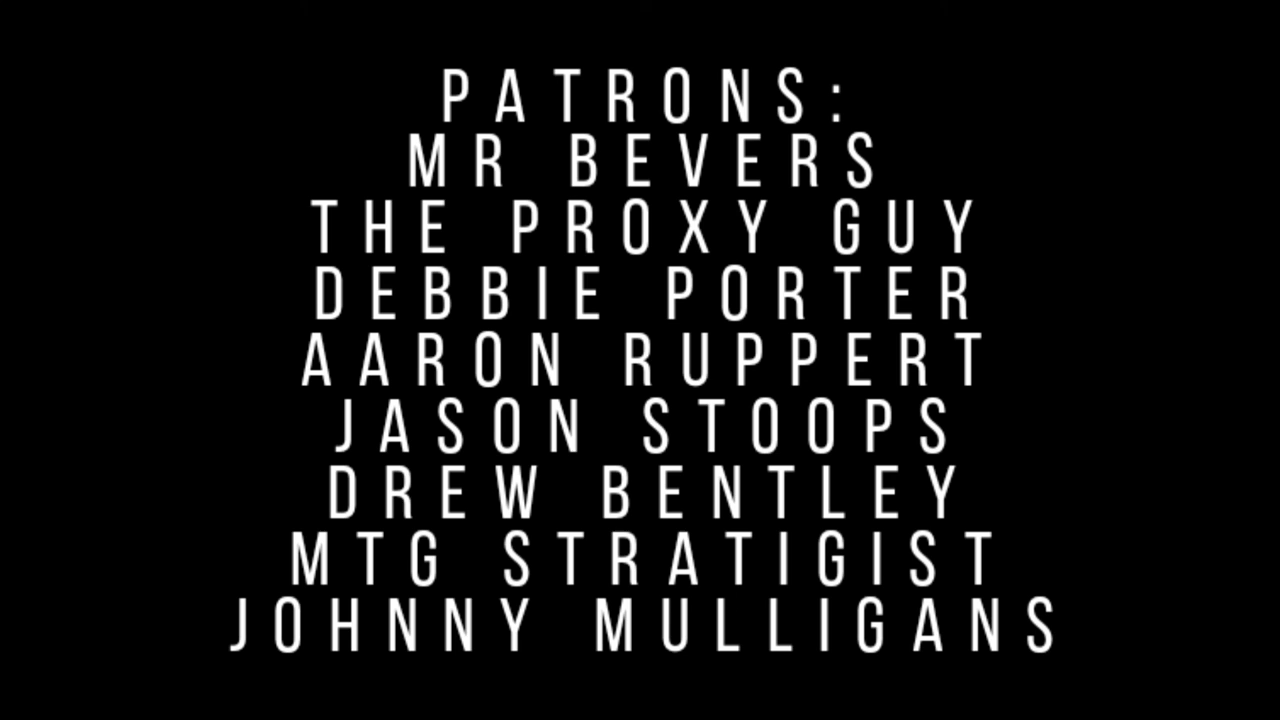 PATRONS:
MR BEVERS
THE PROXY GUY
DEBBIE PORTER
AARON RUPPERT
JASON STOOPS
DREW BENTLEY
MTG STRATIGIST
JOHNNY MULLIGANS